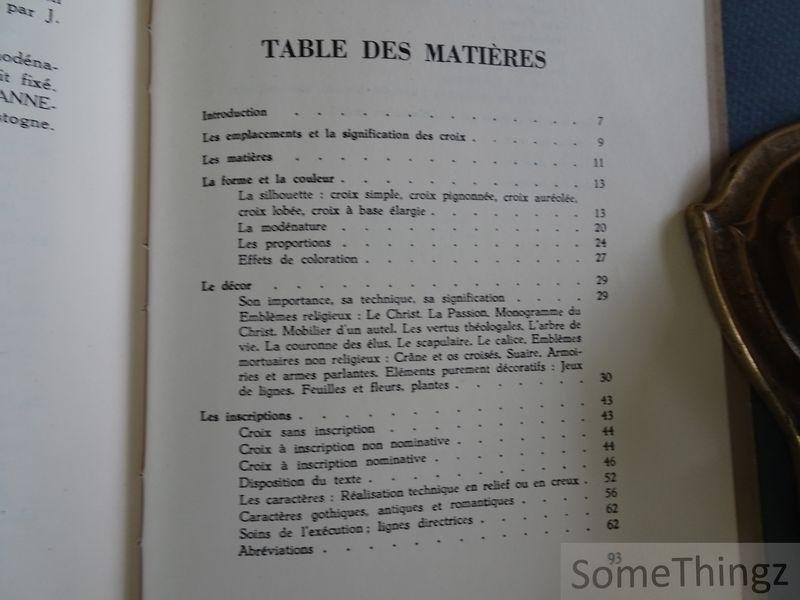 par J.
modéna-
it fixé.
ANNE-
stogne.
TABLE DES MATIÈRES
Introduction . . . . . . . . . . . . 7
Les emplacements et la signification des croix . . . . . 9
Les matières . . . . . . . . . . . . 11
La forme et la couleur . . . . . . . . . . 13
La silhouette : croix simple, croix pignonnée, croix auréolée,
croix lobée, croix à base élargie . . . . . . . 13
La modénature . . . . . . . . . . 20
Les proportions . . . . . . . . . . 24
Effets de coloration . . . . . . . . . 27
Le décor . . . . . . . . . . . . 29
Son importance, sa technique, sa signification . . . . 29
Emblèmes religieux : Le Christ. La Passion. Monogramme du
Christ. Mobilier d'un autel. Les vertus théologales. L'arbre de
vie. La couronne des élus. Le scapulaire. Le calice. Emblèmes
mortuaires non religieux : Crâne et os croisés. Suaire. Armoi-
ries et armes parlantes. Eléments purement décoratifs : Jeux
de lignes. Feuilles et fleurs, plantes . . . . . . 30
Les inscriptions . . . . . . . . . . . 43
Croix sans inscription . . . . . . . . 43
Croix à inscription non nominative . . . . . . 44
Croix à inscription nominative . . . . . . . 44
Disposition du texte . . . . . . . . . 46
Les caractères : Réalisation technique en relief ou en creux . 52
Caractères gothiques, antiques et romantiques . . . . 56
Soins de l'exécution ; lignes directrices . . . . . 62
Abréviations . . . . . . . . . . . 62
93
SomeThingz